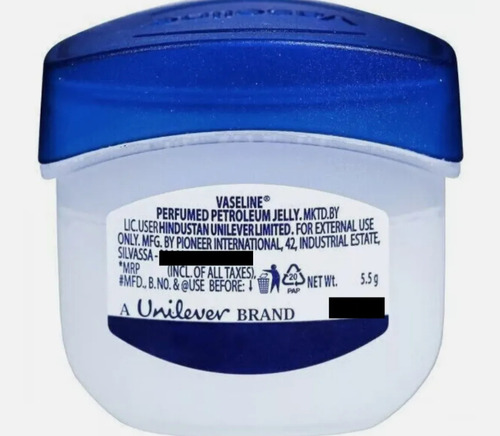 Vaseline
VASELINE®
PERFUMED PETROLEUM JELLY. MKTD.BY
LIC.USER HINDUSTAN UNILEVER LIMITED. FOR EXTERNAL USE
ONLY. MFG. BY PIONEER INTERNATIONAL, 42, INDUSTRIAL ESTATE,
SILVASSA -
*MRP (INCL. OF ALL TAXES),
#MFD., B.NO. & @USE BEFORE: ↓ 20 PAP NET Wt. 5.5 g
A Unilever BRAND